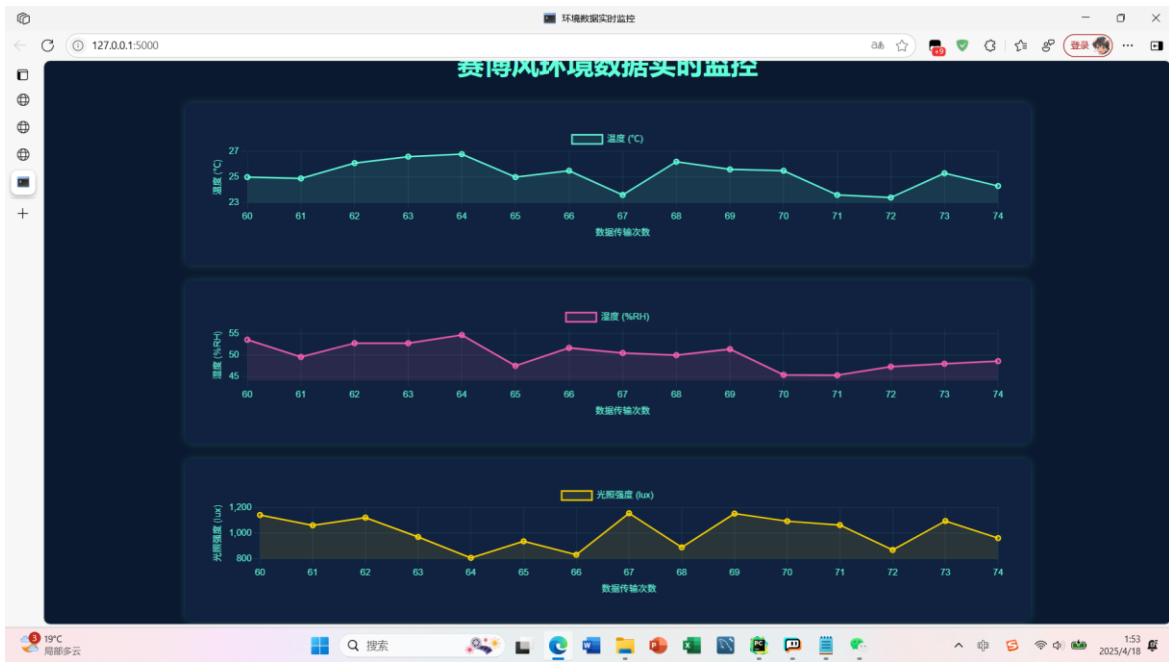 环境数据实时监控
127.0.0.1:5000
aあ
+9
登录
赛博风环境数据实时监控
温度 (°C)
27
25
23
温度 (°C)
60 61 62 63 64 65 66 67 68 69 70 71 72 73 74
数据传输次数
湿度 (%RH)
55
50
45
湿度 (%RH)
60 61 62 63 64 65 66 67 68 69 70 71 72 73 74
数据传输次数
光照强度 (lux)
1,200
1,000
800
光照强度 (lux)
60 61 62 63 64 65 66 67 68 69 70 71 72 73 74
数据传输次数
3
19°C
局部多云
搜索
中
1:53
2025/4/18